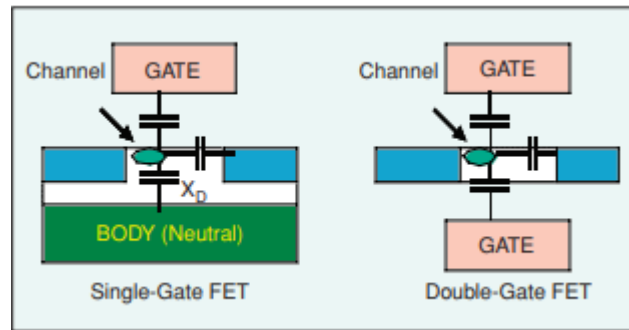 Channel GATE
Channel GATE
X_D
BODY (Neutral)
GATE
Single-Gate FET
Double-Gate FET